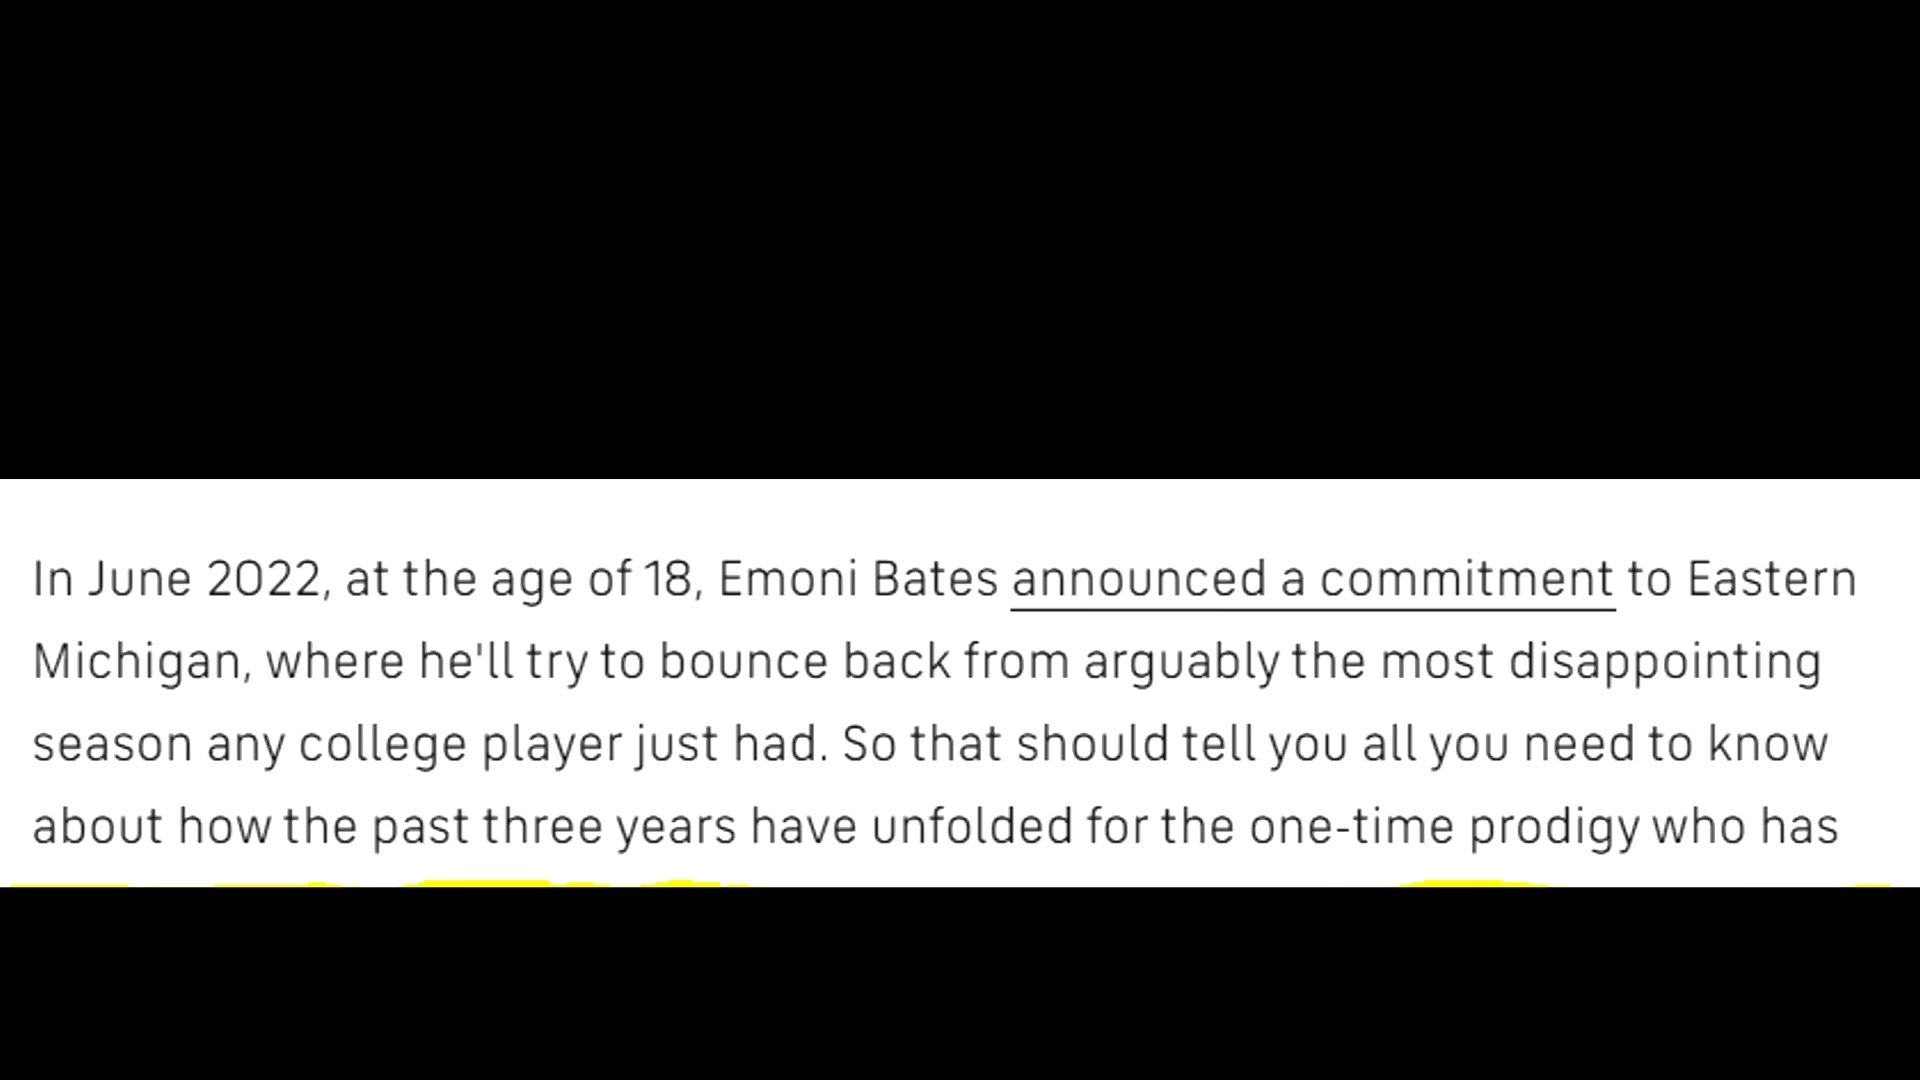 In June 2022, at the age of 18, Emoni Bates announced a commitment to Eastern
Michigan, where he'll try to bounce back from arguably the most disappointing
season any college player just had. So that should tell you all you need to know
about how the past three years have unfolded for the one-time prodigy who has